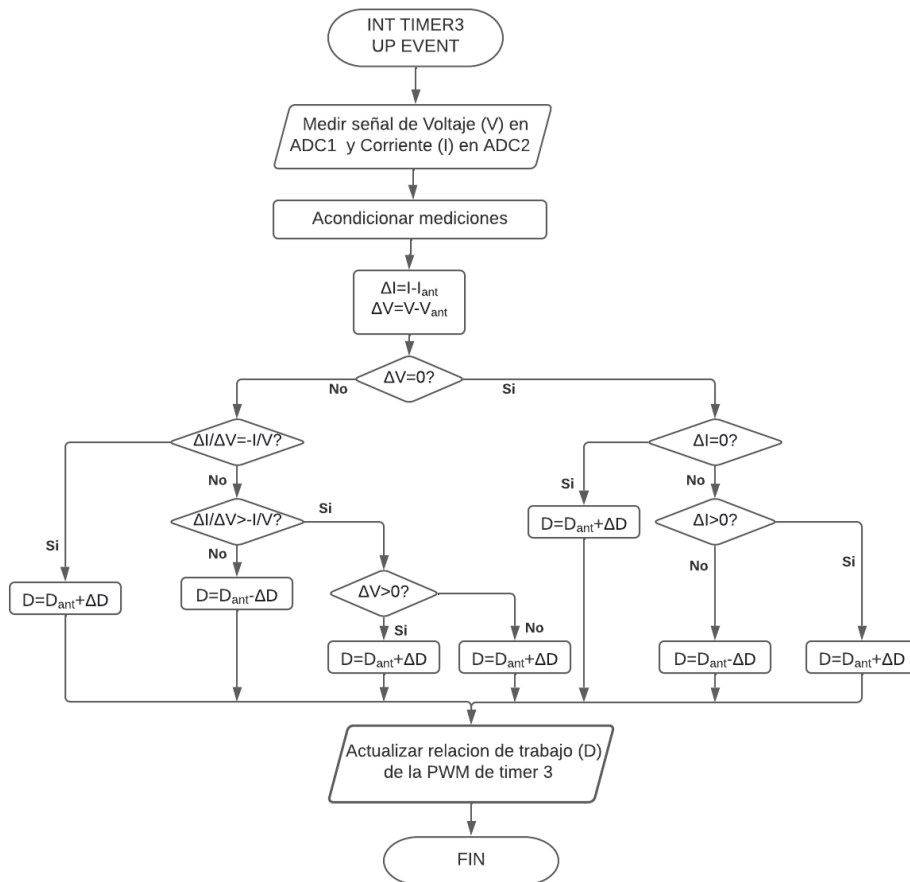 INT TIMER3
UP EVENT
Medir señal de Voltaje (V) en
ADC1 y Corriente (I) en ADC2
Acondicionar mediciones
ΔI=I-Iant
ΔV=V-Vant
ΔV=0?
No
Si
ΔI/ΔV=-I/V?
ΔI=0?
No
Si
No
ΔI/ΔV>-I/V?
Si
D=Dant+ΔD
ΔI>0?
Si
No
No
Si
D=Dant+ΔD
D=Dant-ΔD
ΔV>0?
Si
No
D=Dant+ΔD
D=Dant+ΔD
D=Dant-ΔD
D=Dant+ΔD
Actualizar relacion de trabajo (D)
de la PWM de timer 3
FIN